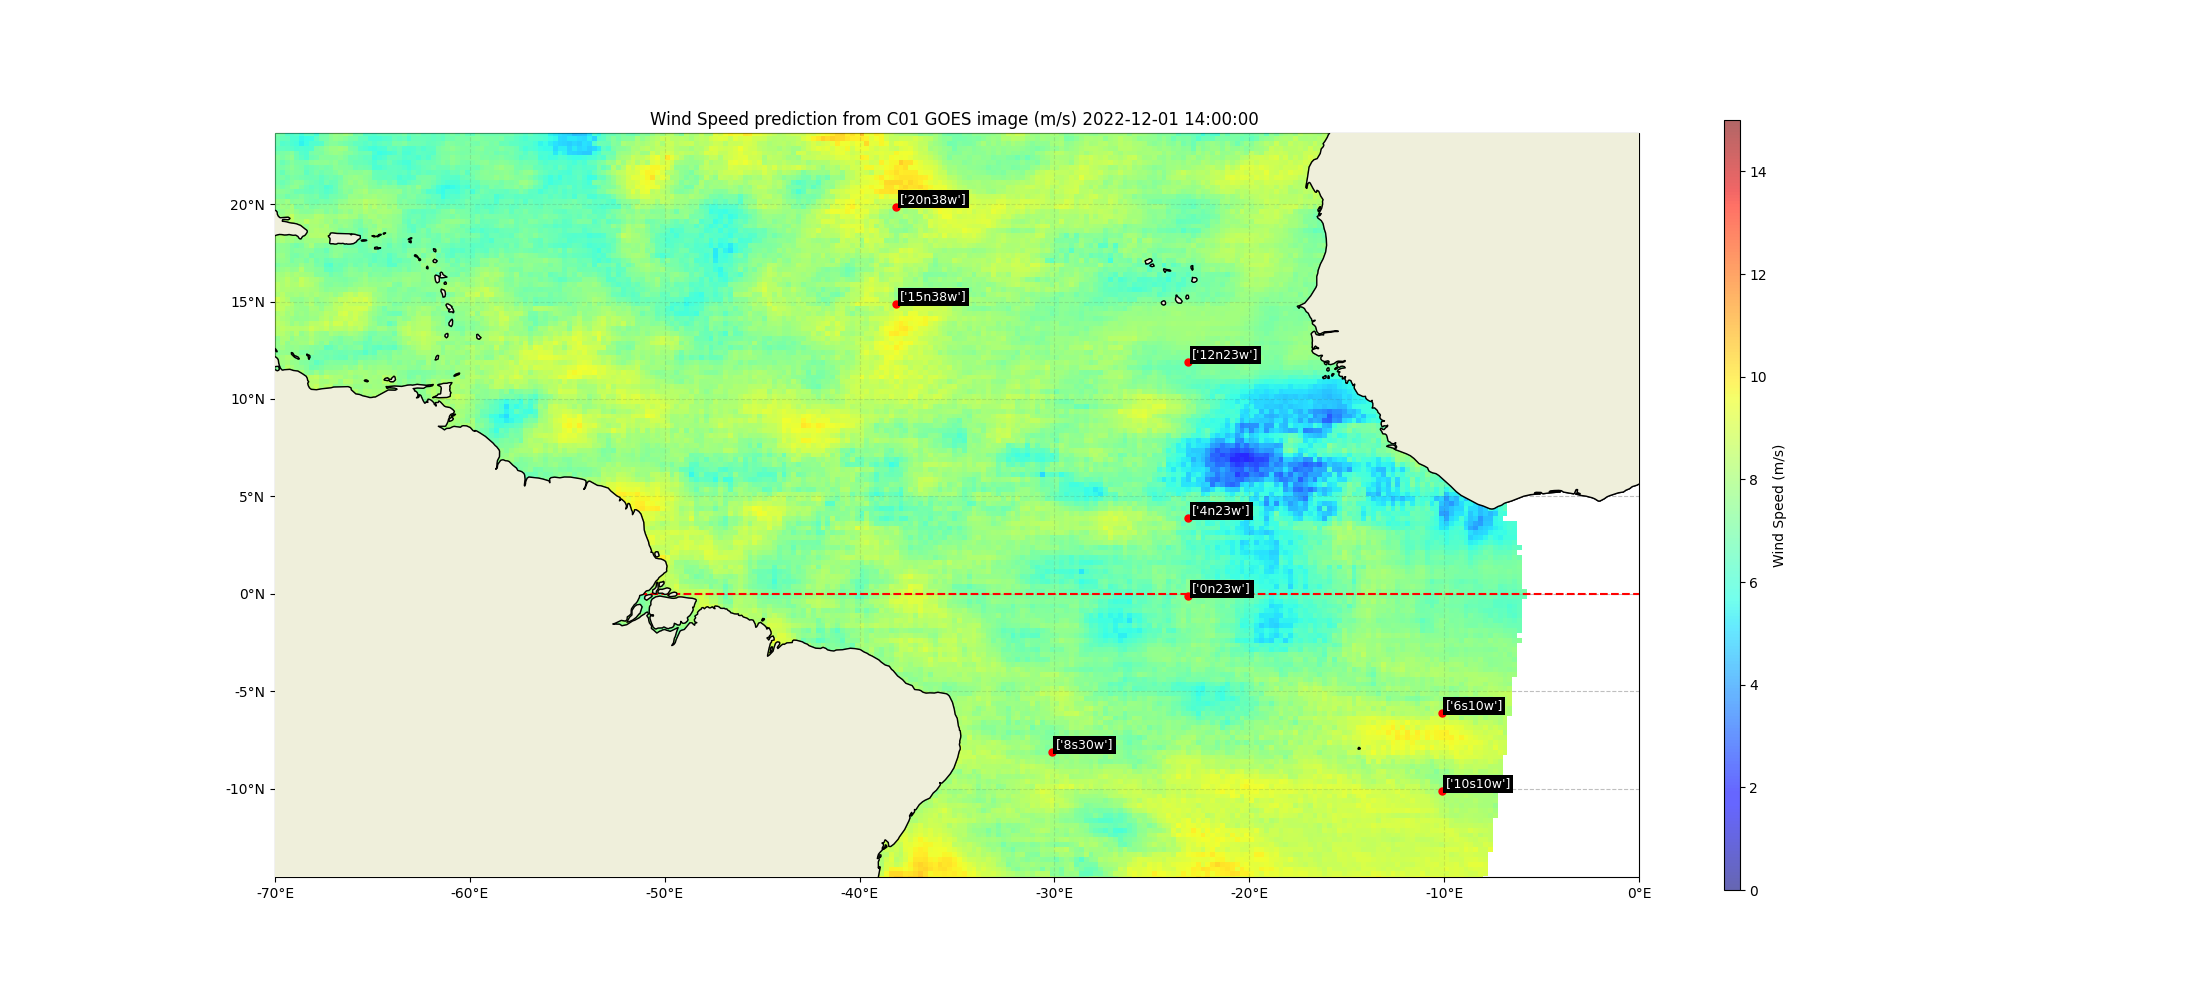 Wind Speed prediction from C01 GOES image (m/s) 2022-12-01 14:00:00
20°N
15°N
10°N
5°N
0°N
-5°N
-10°N
['20n38w']
['15n38w']
['12n23w']
['4n23w']
['0n23w']
['6s10w']
['8s30w']
['10s10w']
-70°E
-60°E
-50°E
-40°E
-30°E
-20°E
-10°E
0°E
14
12
10
8
6
4
2
0
Wind Speed (m/s)